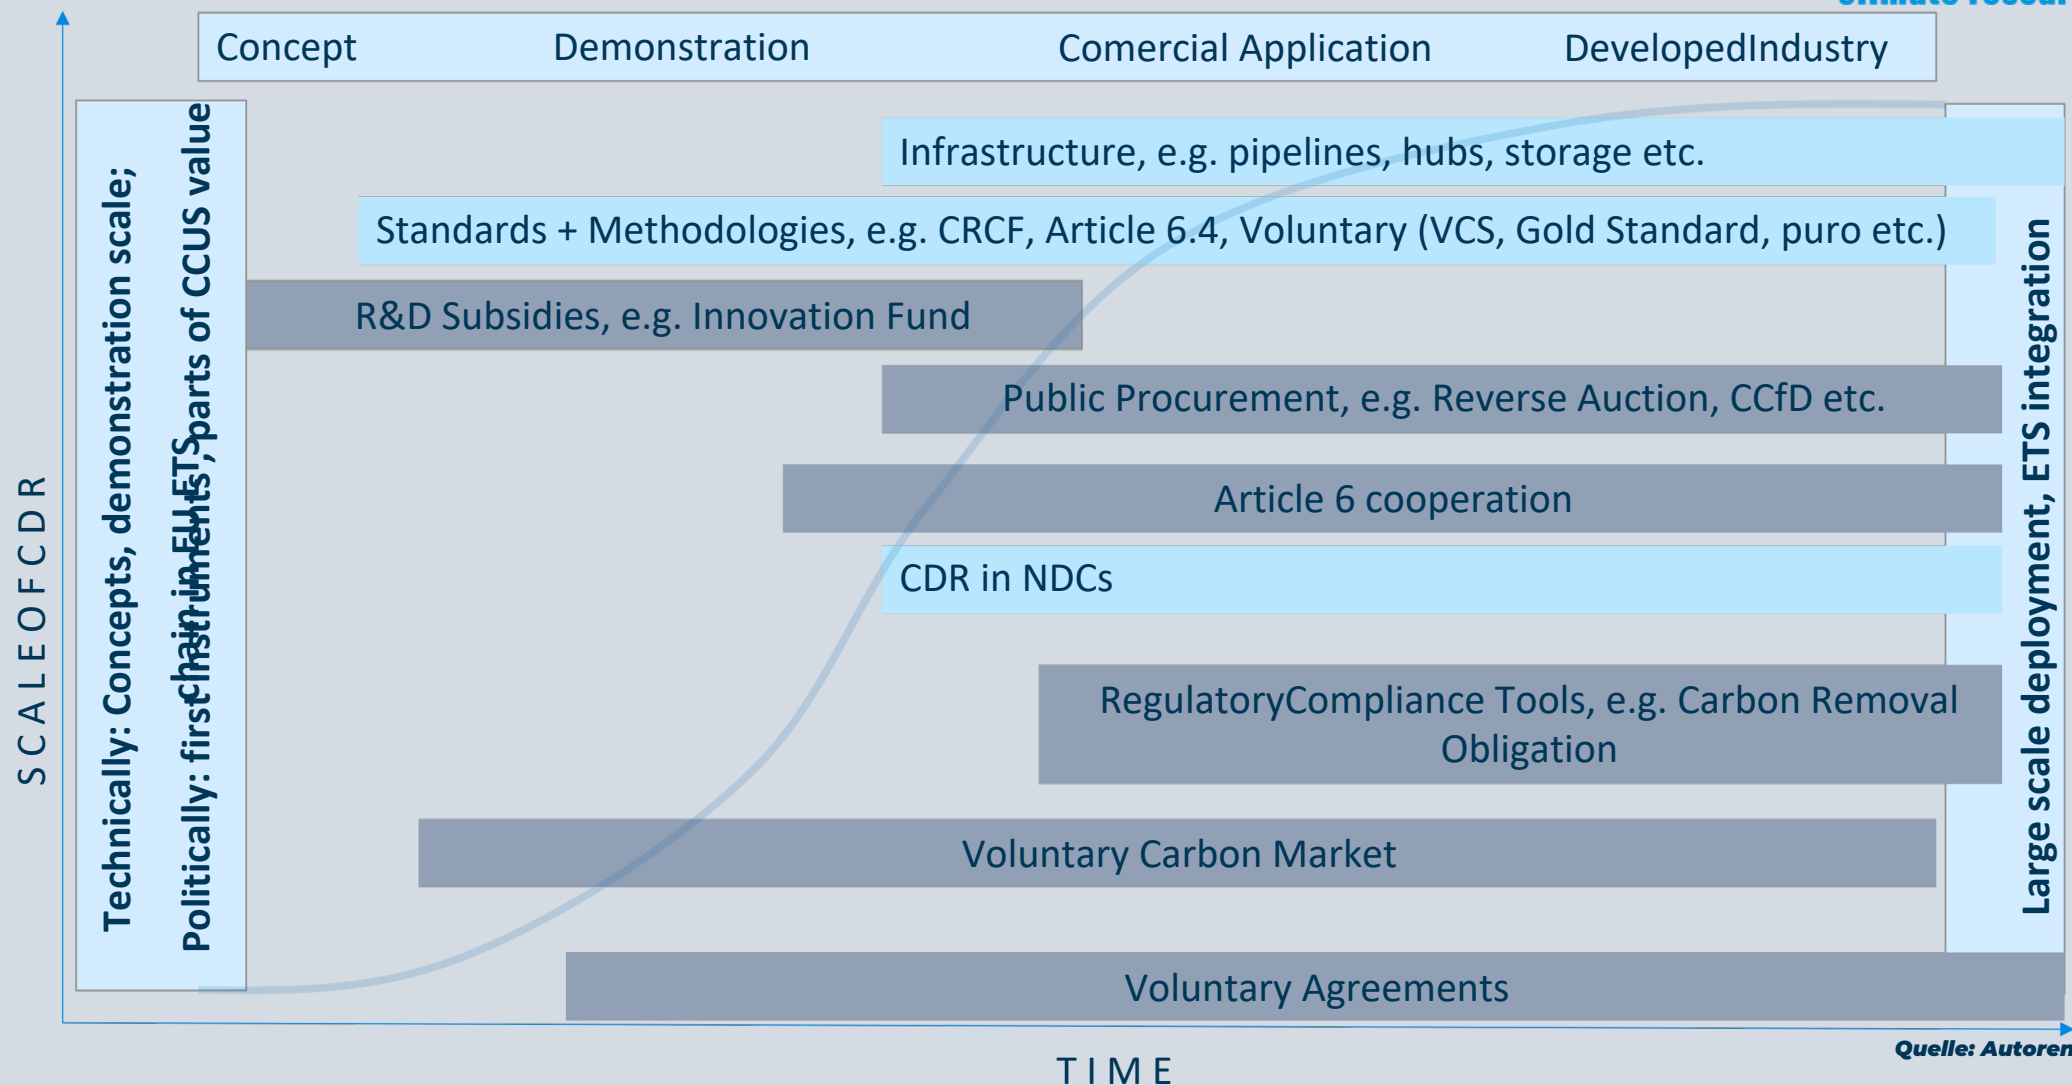 Concept Demonstration Comercial Application DevelopedIndustry
Technically: Concepts, demonstration scale;
Politically: first instruments, parts of CCUS value
chain in EU ETS
Infrastructure, e.g. pipelines, hubs, storage etc.
Standards + Methodologies, e.g. CRCF, Article 6.4, Voluntary (VCS, Gold Standard, puro etc.)
R&D Subsidies, e.g. Innovation Fund
Public Procurement, e.g. Reverse Auction, CCfD etc.
Article 6 cooperation
CDR in NDCs
RegulatoryCompliance Tools, e.g. Carbon Removal
Obligation
Voluntary Carbon Market
Voluntary Agreements
Large scale deployment, ETS integration
SCALEOFCDR
TIME
Quelle: Autoren